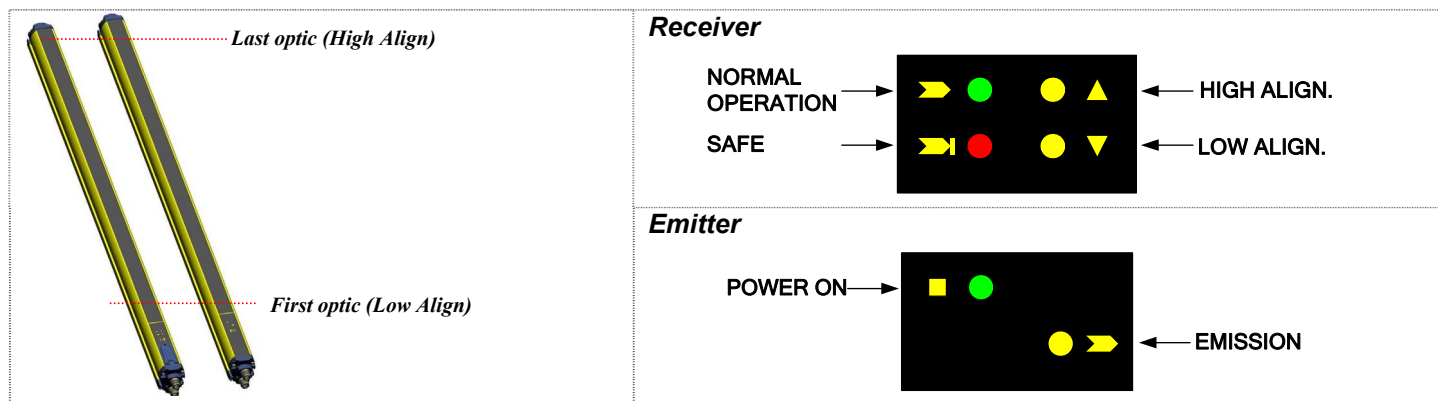 Last optic (High Align)
First optic (Low Align)
Receiver
NORMAL
OPERATION
HIGH ALIGN.
SAFE
LOW ALIGN.
Emitter
POWER ON
EMISSION